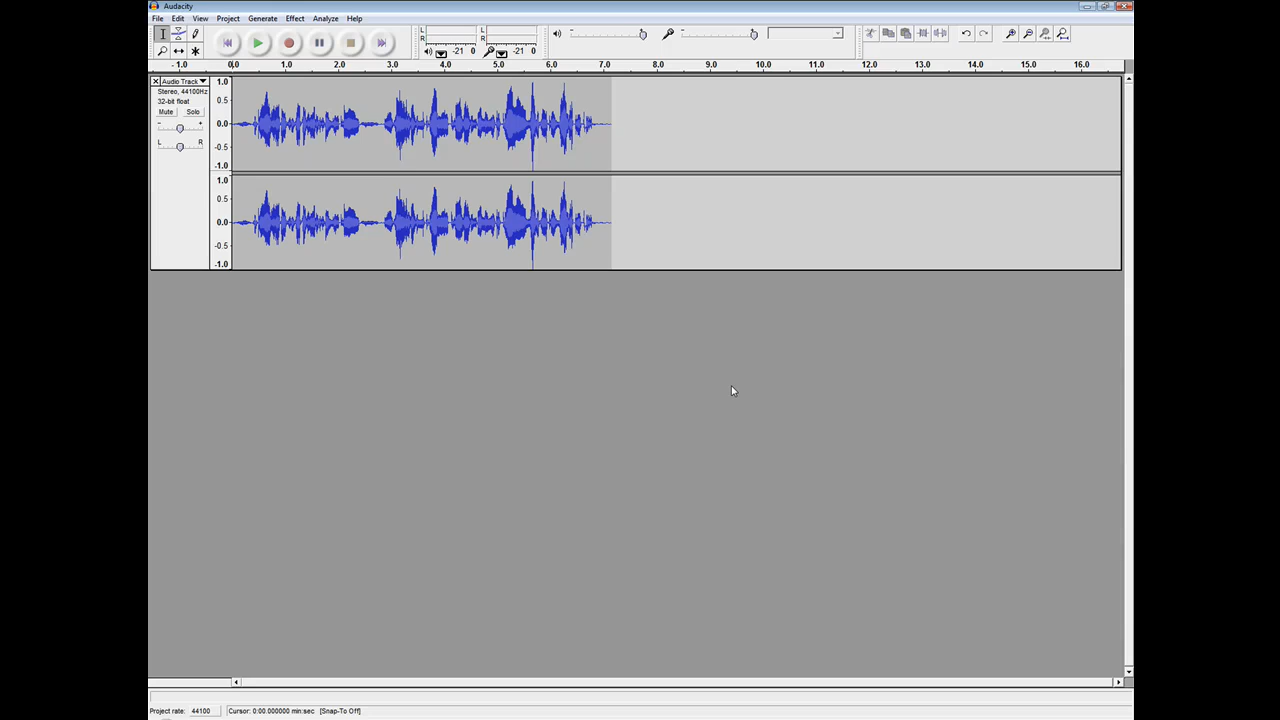 Audacity
File Edit View Project Generate Effect Analyze Help
L R -21 0 L R -21 0
- 1.0 0.0 1.0 2.0 3.0 4.0 5.0 6.0 7.0 8.0 9.0 10.0 11.0 12.0 13.0 14.0 15.0 16.0
Audio Track
Stereo, 44100Hz
32-bit float
Mute Solo
- +
L R
1.0
0.5
0.0
-0.5
-1.0
1.0
0.5
0.0
-0.5
-1.0
Project rate: 44100 Cursor: 0:00.000000 min:sec [Snap-To Off]